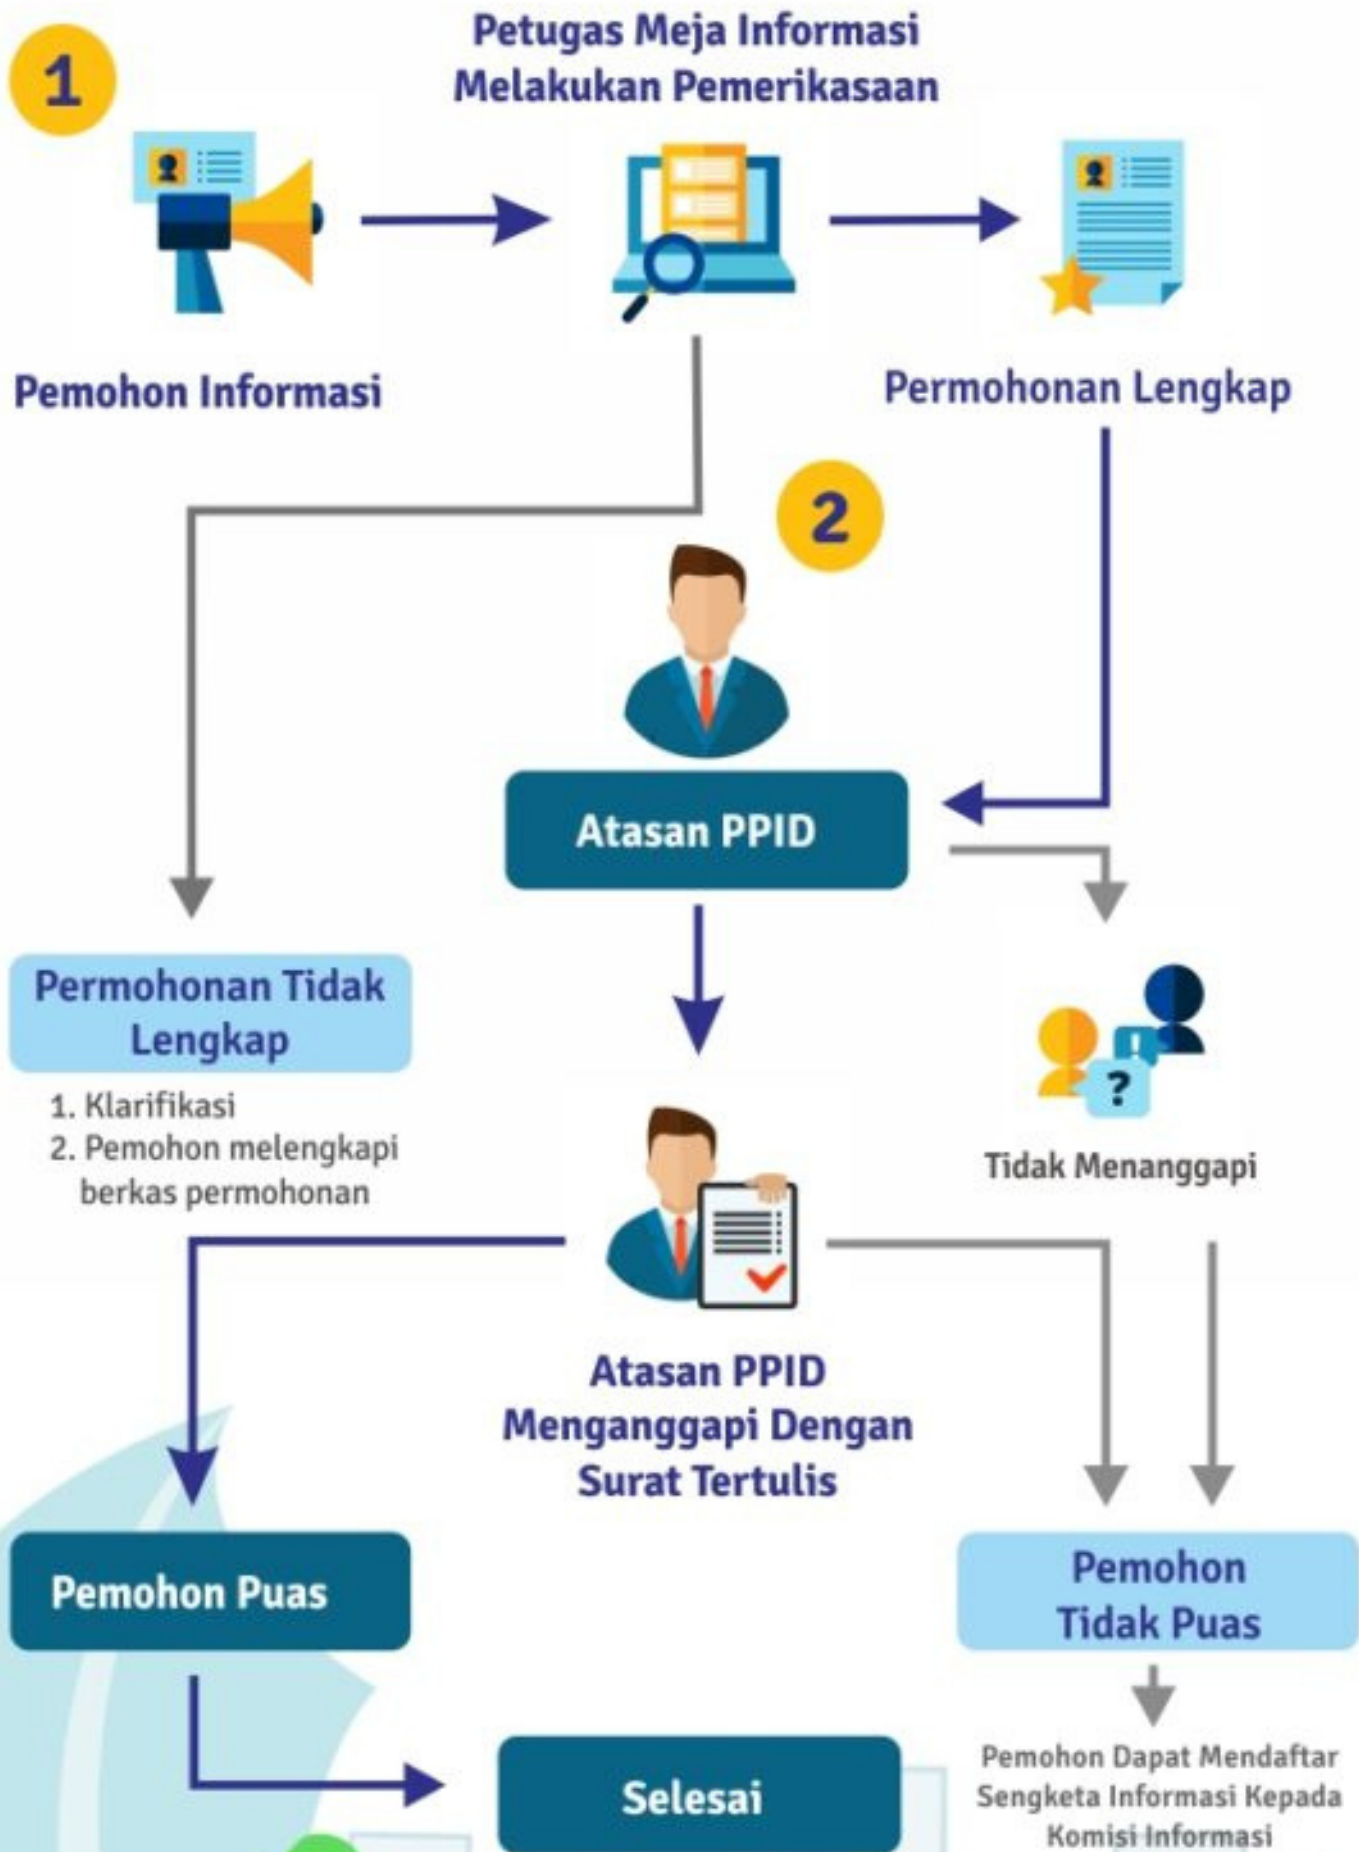 1
Petugas Meja Informasi
Melakukan Pemerikasaan
Pemohon Informasi
Permohonan Lengkap
2
Atasan PPID
Permohonan Tidak
Lengkap
1. Klarifikasi
2. Pemohon melengkapi
berkas permohonan
!
?
Tidak Menanggapi
Atasan PPID
Menganggapi Dengan
Surat Tertulis
Pemohon Puas
Pemohon
Tidak Puas
Selesai
Pemohon Dapat Mendaftar
Sengketa Informasi Kepada
Komisi Informasi